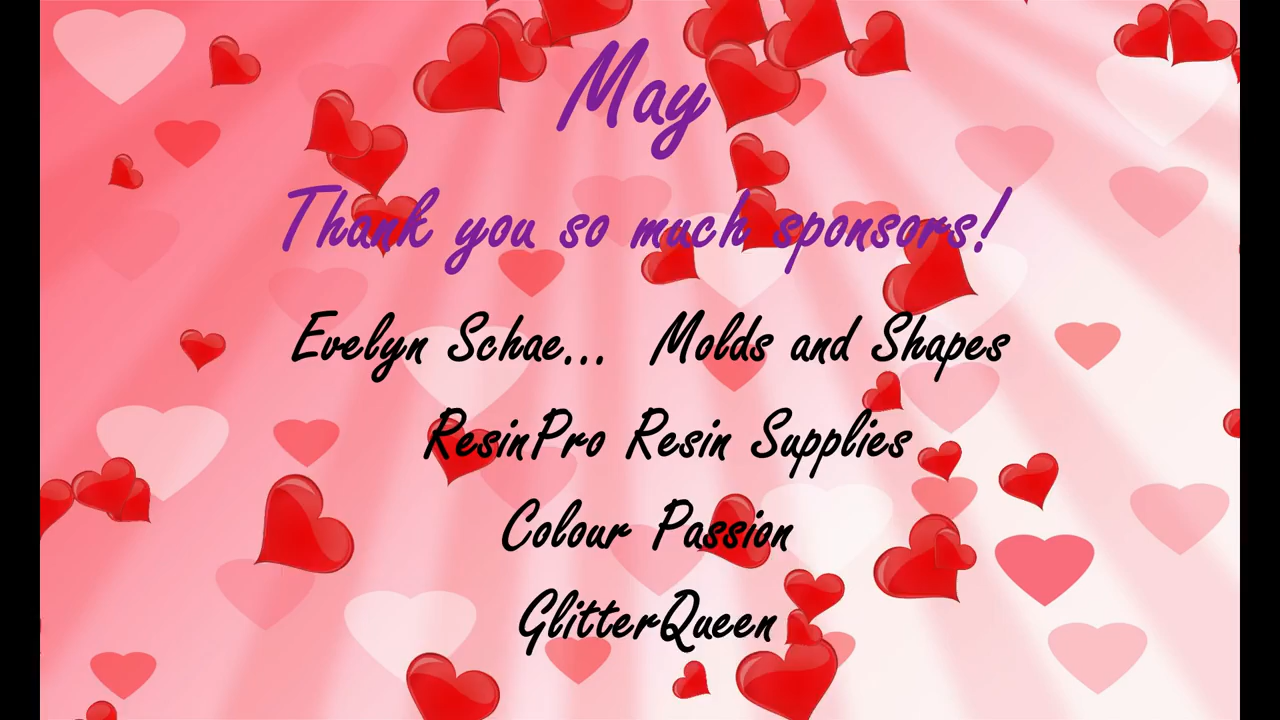 May
Thank you so much sponsors!
Evelyn Schae... Molds and Shapes
ResinPro Resin Supplies
Colour Passion
GlitterQueen